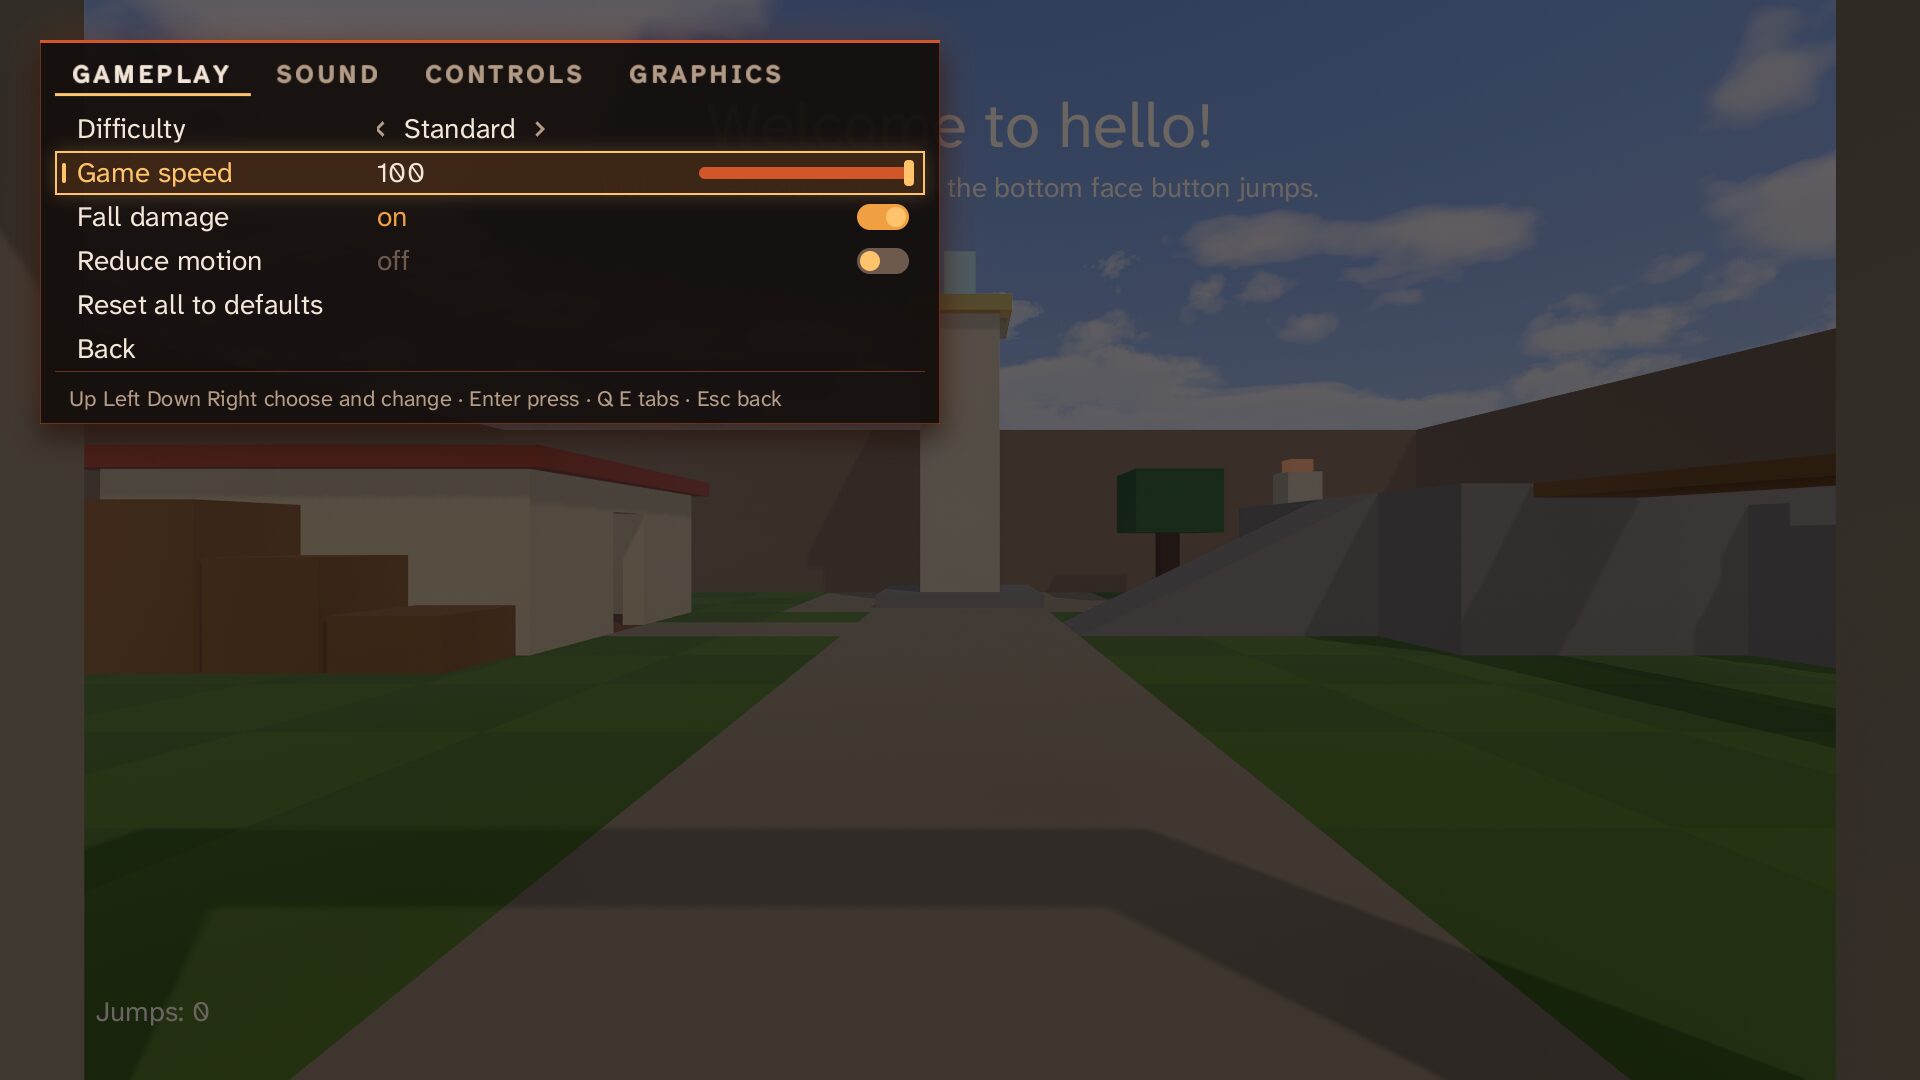 GAMEPLAY SOUND CONTROLS GRAPHICS
Difficulty ‹ Standard ›
Game speed 100
Fall damage on
Reduce motion off
Reset all to defaults
Back
Up Left Down Right choose and change · Enter press · Q E tabs · Esc back
Welcome to hello!
the bottom face button jumps.
Jumps: 0